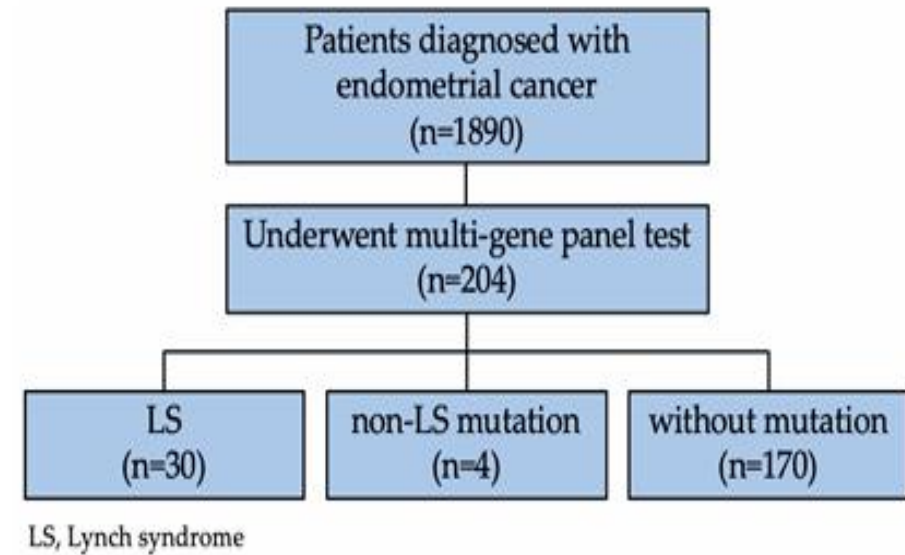 Patients diagnosed with
endometrial cancer
(n=1890)
Underwent multi-gene panel test
(n=204)
LS
(n=30)
non-LS mutation
(n=4)
without mutation
(n=170)
LS, Lynch syndrome